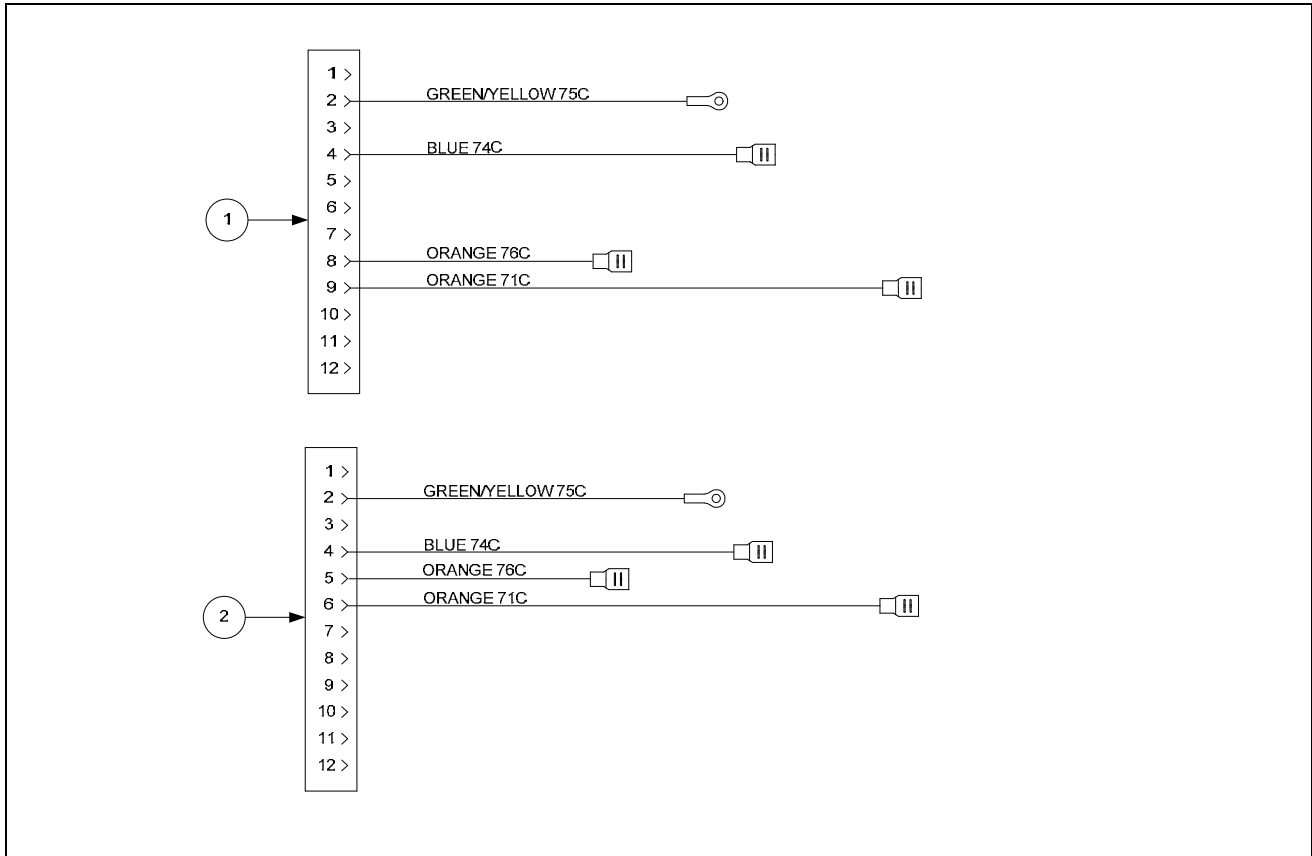 1
2 GREEN/YELLOW 75C
3
4 BLUE 74C
5
6
1
7
8 ORANGE 76C
9 ORANGE 71C
10
11
12
1
2 GREEN/YELLOW 75C
3
4 BLUE 74C
5 ORANGE 76C
6 ORANGE 71C
2
7
8
9
10
11
12